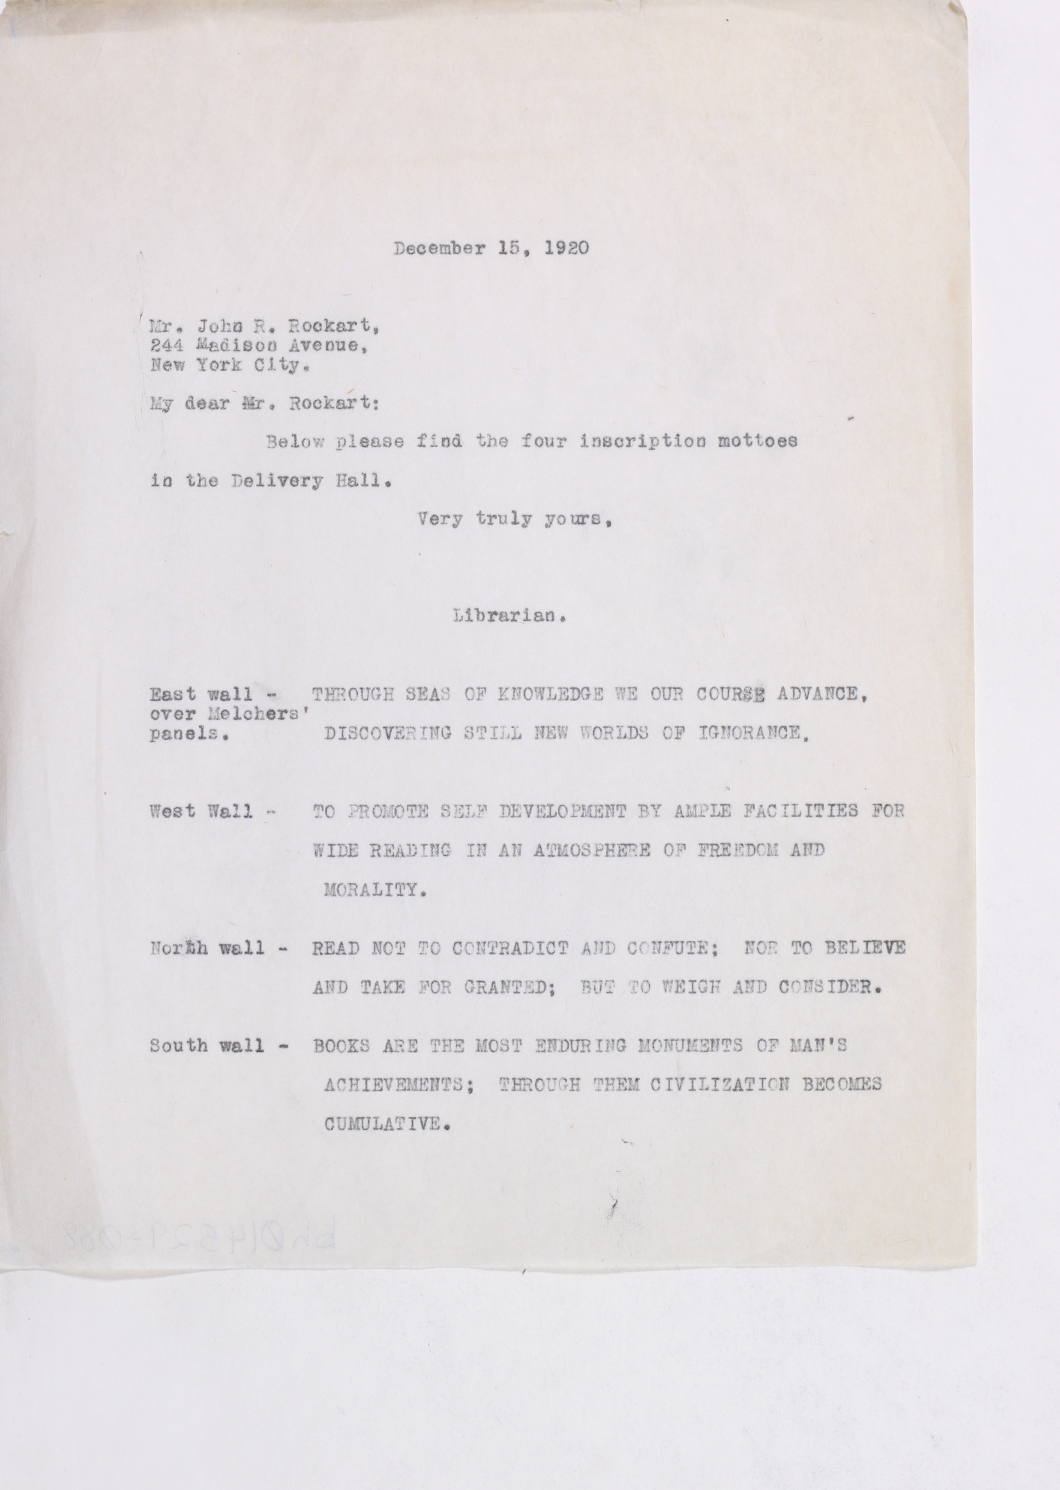 December 15, 1920
Mr. John R. Rockart,
244 Madison Avenue,
New York City.
My dear Mr. Rockart:
Below please find the four inscription mottoes
in the Delivery Hall.
Very truly yours,
Librarian.
East wall - THROUGH SEAS OF KNOWLEDGE WE OUR COURSE ADVANCE,
over Melchers'
panels. DISCOVERING STILL NEW WORLDS OF IGNORANCE.
West Wall - TO PROMOTE SELF DEVELOPMENT BY AMPLE FACILITIES FOR
WIDE READING IN AN ATMOSPHERE OF FREEDOM AND
MORALITY.
North wall - READ NOT TO CONTRADICT AND CONFUTE; NOR TO BELIEVE
AND TAKE FOR GRANTED; BUT TO WEIGH AND CONSIDER.
South wall - BOOKS ARE THE MOST ENDURING MONUMENTS OF MAN'S
ACHIEVEMENTS; THROUGH THEM CIVILIZATION BECOMES
CUMULATIVE.